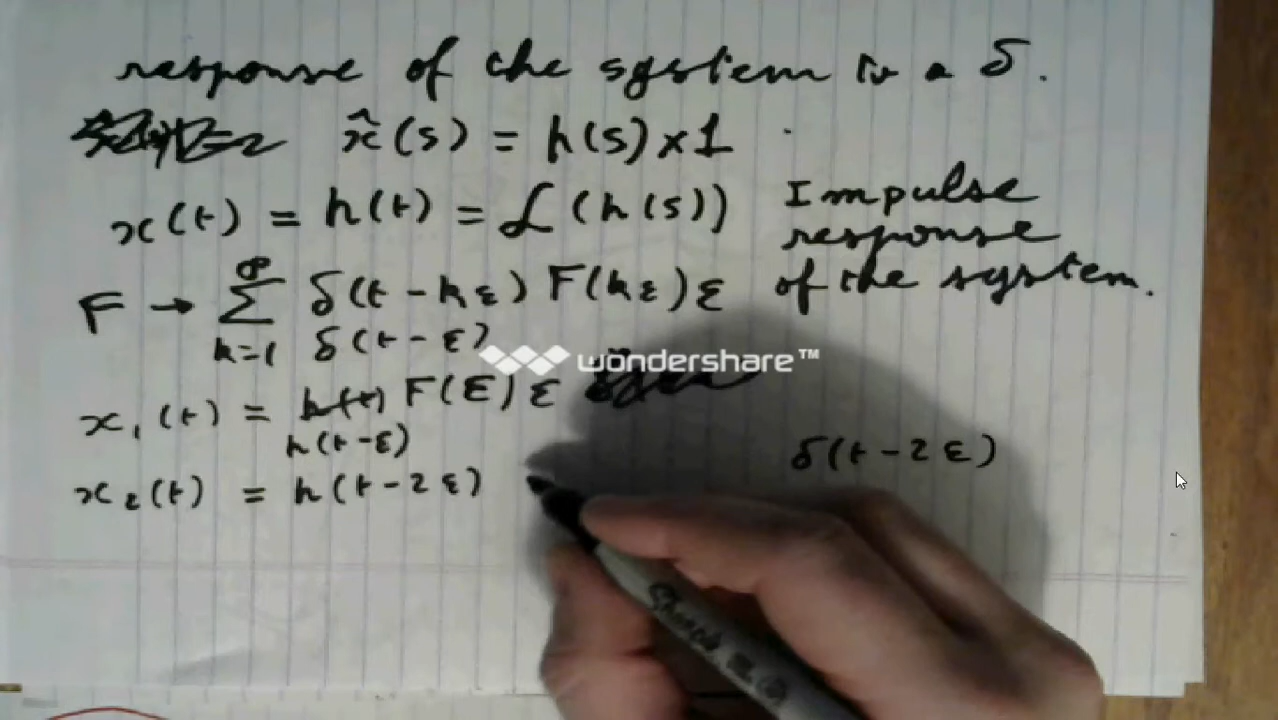 response of the system to a δ.
x̂(s) = h(s)×1
x(t) = h(t) = ℒ(h(s)) Impulse
response
of the system.
F → ∞∑k=1 δ(t-kε) F(kε)ε
δ(t-ε)
wondershare™
x₁(t) = h(t) F(ε)ε
h(t-ε)
δ(t-2ε)
x₂(t) = h(t-2ε)
Sharpie